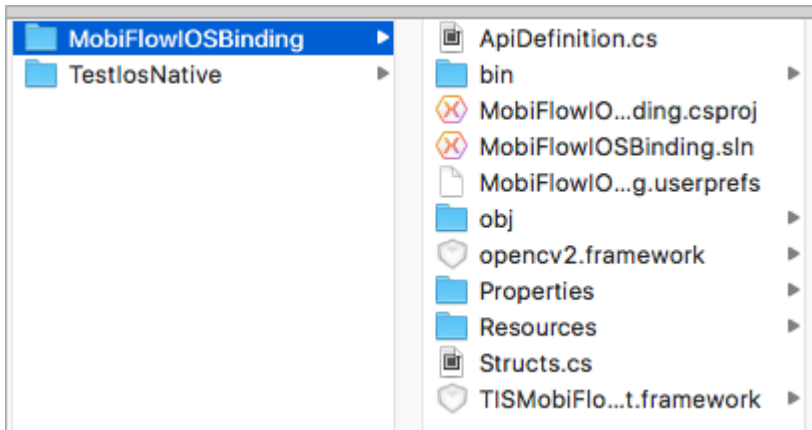 MobiFlowIOSBinding
TestIosNative
ApiDefinition.cs
bin
MobiFlowIO...ding.csproj
MobiFlowIOSBinding.sln
MobiFlowIO...g.userprefs
obj
opencv2.framework
Properties
Resources
Structs.cs
TISMobiFlo...t.framework